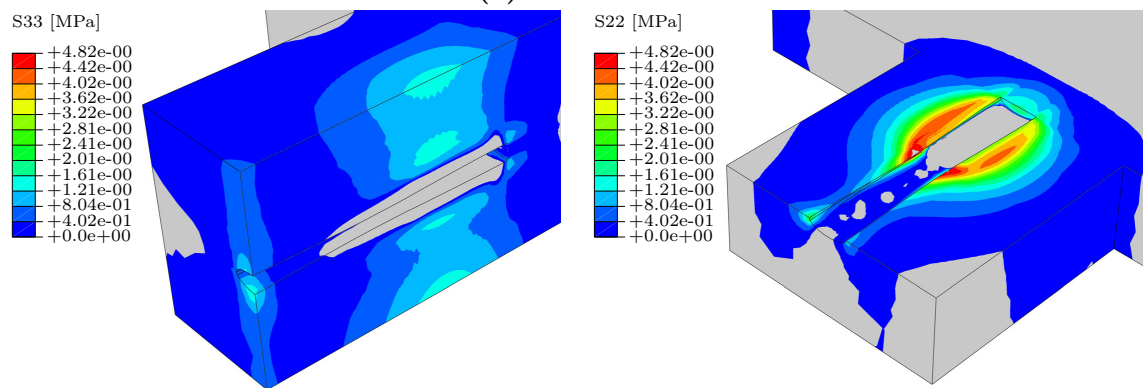 S33 [MPa]
+4.82e-00
+4.42e-00
+4.02e-00
+3.62e-00
+3.22e-00
+2.81e-00
+2.41e-00
+2.01e-00
+1.61e-00
+1.21e-00
+8.04e-01
+4.02e-01
+0.0e+00
S22 [MPa]
+4.82e-00
+4.42e-00
+4.02e-00
+3.62e-00
+3.22e-00
+2.81e-00
+2.41e-00
+2.01e-00
+1.61e-00
+1.21e-00
+8.04e-01
+4.02e-01
+0.0e+00